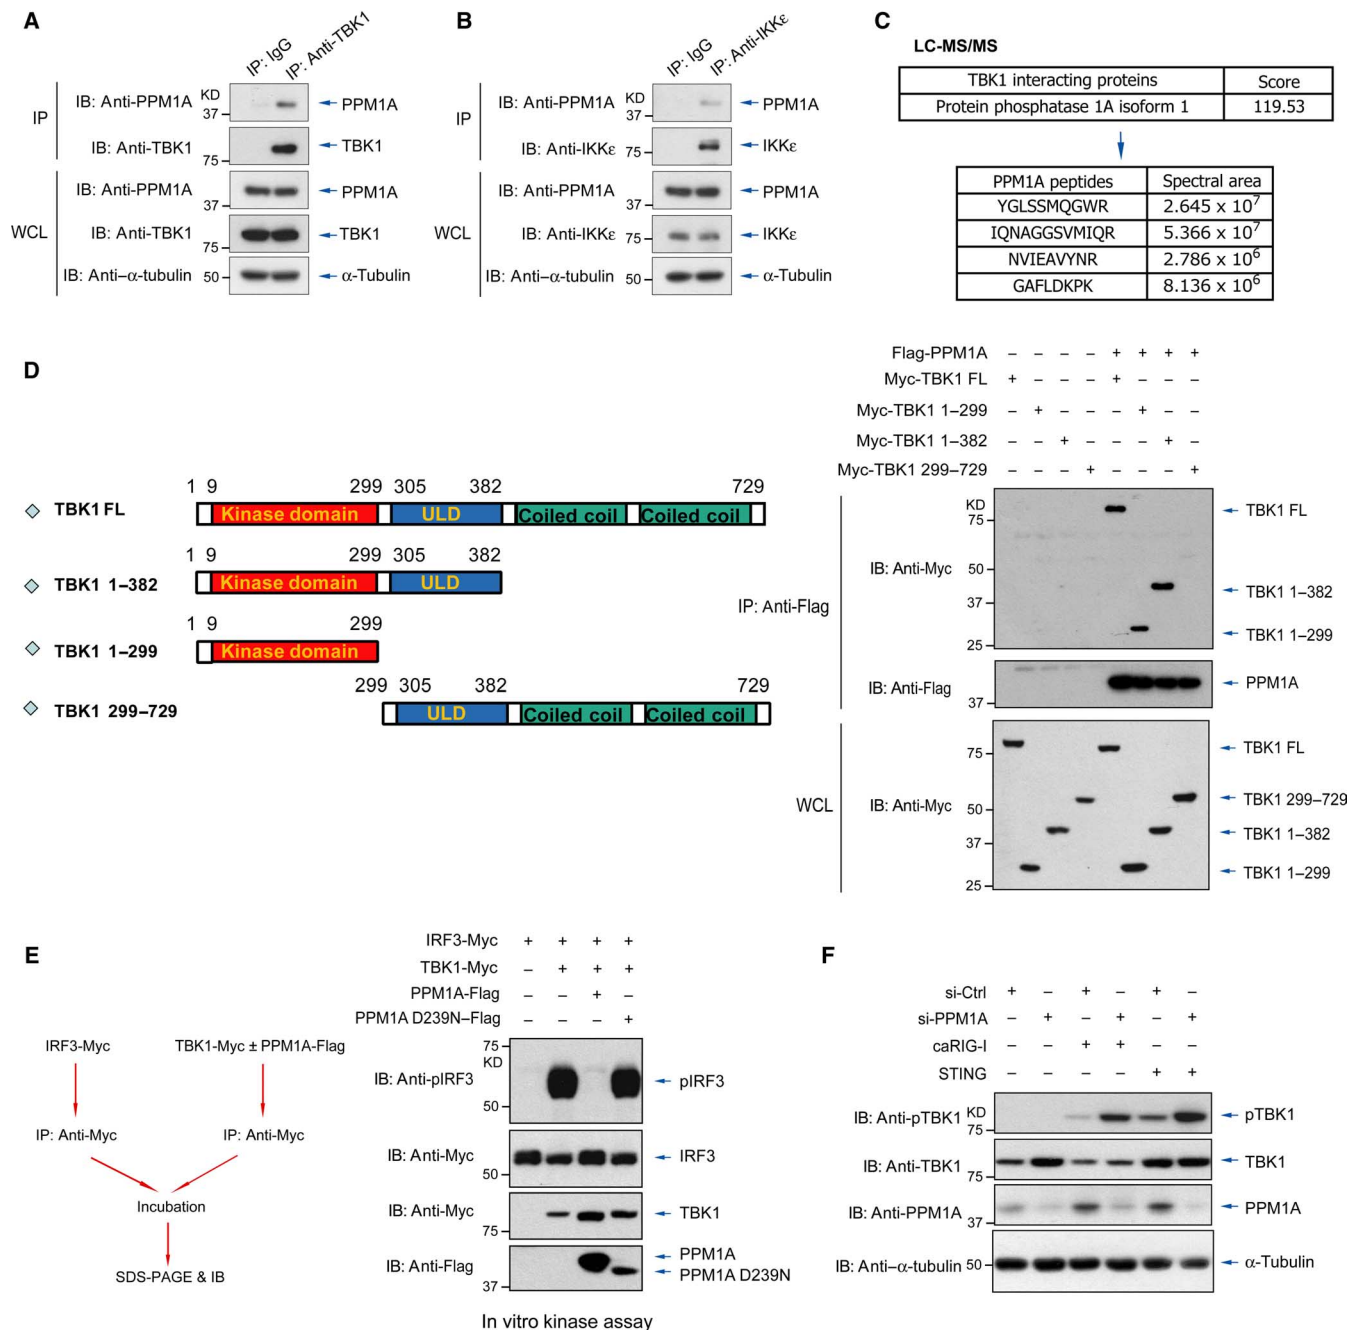 A
IP: IgG
IP: Anti-TBK1
IP
IB: Anti-PPM1A
KD
37
PPM1A
IB: Anti-TBK1
75
TBK1
WCL
IB: Anti-PPM1A
37
PPM1A
IB: Anti-TBK1
75
TBK1
IB: Anti–α-tubulin
50
α-Tubulin
B
IP: IgG
IP: Anti-IKKε
IP
IB: Anti-PPM1A
KD
37
PPM1A
IB: Anti-IKKε
75
IKKε
WCL
IB: Anti-PPM1A
37
PPM1A
IB: Anti-IKKε
75
IKKε
IB: Anti–α-tubulin
50
α-Tubulin
C
LC-MS/MS
TBK1 interacting proteins Score
Protein phosphatase 1A isoform 1 119.53
PPM1A peptides Spectral area
YGLSSMQGWR 2.645 x 10⁷
IQNAGGSVMIQR 5.366 x 10⁷
NVIEAVYNR 2.786 x 10⁶
GAFLDKPK 8.136 x 10⁶
D
1 9 299 305 382 729
TBK1 FL Kinase domain ULD Coiled coil Coiled coil
1 9 299 305 382
TBK1 1–382 Kinase domain ULD
1 9 299
TBK1 1–299 Kinase domain
299 305 382 729
TBK1 299–729 ULD Coiled coil Coiled coil
Flag-PPM1A – – – – + + + +
Myc-TBK1 FL + – – – + – – –
Myc-TBK1 1–299 – + – – – + – –
Myc-TBK1 1–382 – – + – – – + –
Myc-TBK1 299–729 – – – + – – – +
IP: Anti-Flag
IB: Anti-Myc
KD
75
50
37
25
TBK1 FL
TBK1 1–382
TBK1 1–299
IB: Anti-Flag
37
PPM1A
WCL
IB: Anti-Myc
75
50
37
25
TBK1 FL
TBK1 299–729
TBK1 1–382
TBK1 1–299
E
IRF3-Myc
TBK1-Myc ± PPM1A-Flag
IP: Anti-Myc
IP: Anti-Myc
Incubation
SDS-PAGE & IB
IRF3-Myc + + + +
TBK1-Myc – + + +
PPM1A-Flag – – + –
PPM1A D239N–Flag – – – +
IB: Anti-pIRF3
75
KD
50
pIRF3
IB: Anti-Myc
50
IRF3
IB: Anti-Myc
75
TBK1
IB: Anti-Flag
37
PPM1A
PPM1A D239N
In vitro kinase assay
F
si-Ctrl + – + – + –
si-PPM1A – + – + – +
caRIG-I – – + + – –
STING – – – – + +
IB: Anti-pTBK1
KD
75
pTBK1
IB: Anti-TBK1
75
TBK1
IB: Anti-PPM1A
37
PPM1A
IB: Anti–α-tubulin
50
α-Tubulin